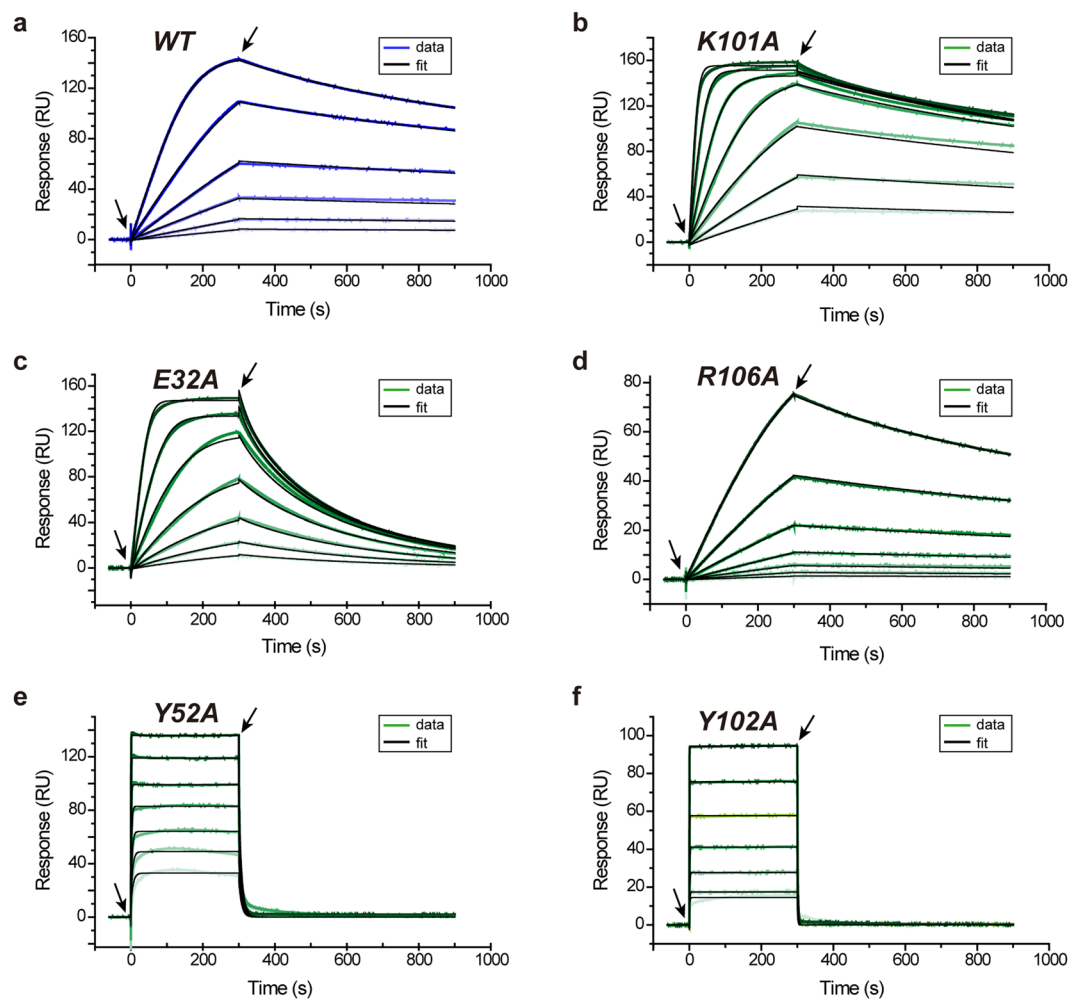 a
WT
data
fit
Response (RU)
160
120
80
40
0
0 200 400 600 800 1000
Time (s)
b
K101A
data
fit
Response (RU)
160
120
80
40
0
0 200 400 600 800 1000
Time (s)
c
E32A
data
fit
Response (RU)
160
120
80
40
0
0 200 400 600 800 1000
Time (s)
d
R106A
data
fit
Response (RU)
80
60
40
20
0
0 200 400 600 800 1000
Time (s)
e
Y52A
data
fit
Response (RU)
120
80
40
0
0 200 400 600 800 1000
Time (s)
f
Y102A
data
fit
Response (RU)
100
80
60
40
20
0
0 200 400 600 800 1000
Time (s)